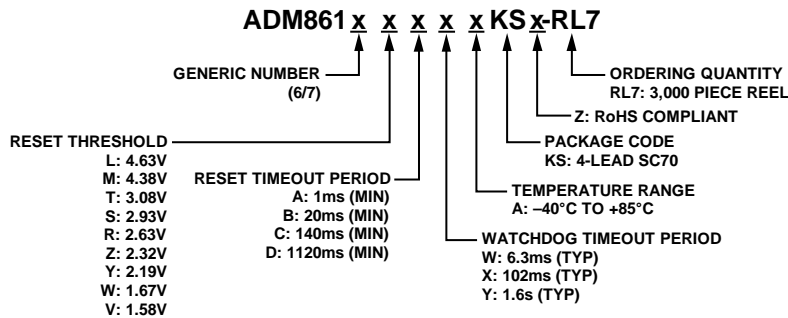 ADM861 x x x x x KS x-RL7
GENERIC NUMBER
(6/7)
ORDERING QUANTITY
RL7: 3,000 PIECE REEL
Z: RoHS COMPLIANT
RESET THRESHOLD
L: 4.63V
M: 4.38V
T: 3.08V
S: 2.93V
R: 2.63V
Z: 2.32V
Y: 2.19V
W: 1.67V
V: 1.58V
RESET TIMEOUT PERIOD
A: 1ms (MIN)
B: 20ms (MIN)
C: 140ms (MIN)
D: 1120ms (MIN)
PACKAGE CODE
KS: 4-LEAD SC70
TEMPERATURE RANGE
A: –40°C TO +85°C
WATCHDOG TIMEOUT PERIOD
W: 6.3ms (TYP)
X: 102ms (TYP)
Y: 1.6s (TYP)